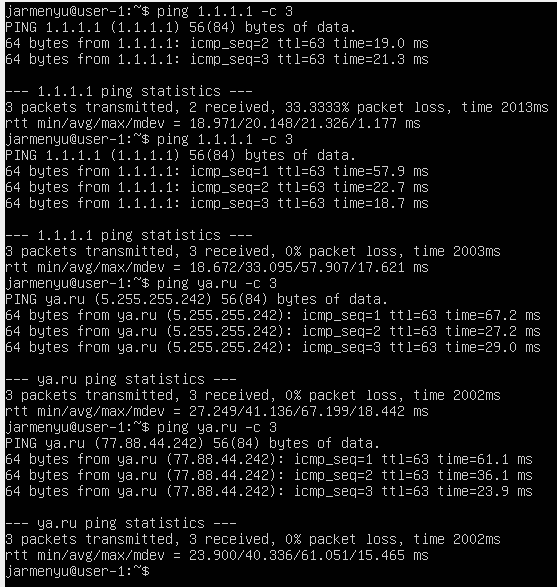 jarmenyu@user-1:~$ ping 1.1.1.1 -c 3
PING 1.1.1.1 (1.1.1.1) 56(84) bytes of data.
64 bytes from 1.1.1.1: icmp_seq=2 ttl=63 time=19.0 ms
64 bytes from 1.1.1.1: icmp_seq=3 ttl=63 time=21.3 ms
--- 1.1.1.1 ping statistics ---
3 packets transmitted, 2 received, 33.3333% packet loss, time 2013ms
rtt min/avg/max/mdev = 18.971/20.148/21.326/1.177 ms
jarmenyu@user-1:~$ ping 1.1.1.1 -c 3
PING 1.1.1.1 (1.1.1.1) 56(84) bytes of data.
64 bytes from 1.1.1.1: icmp_seq=1 ttl=63 time=57.9 ms
64 bytes from 1.1.1.1: icmp_seq=2 ttl=63 time=22.7 ms
64 bytes from 1.1.1.1: icmp_seq=3 ttl=63 time=18.7 ms
--- 1.1.1.1 ping statistics ---
3 packets transmitted, 3 received, 0% packet loss, time 2003ms
rtt min/avg/max/mdev = 18.672/33.095/57.907/17.621 ms
jarmenyu@user-1:~$ ping ya.ru -c 3
PING ya.ru (5.255.255.242) 56(84) bytes of data.
64 bytes from ya.ru (5.255.255.242): icmp_seq=1 ttl=63 time=67.2 ms
64 bytes from ya.ru (5.255.255.242): icmp_seq=2 ttl=63 time=27.2 ms
64 bytes from ya.ru (5.255.255.242): icmp_seq=3 ttl=63 time=29.0 ms
--- ya.ru ping statistics ---
3 packets transmitted, 3 received, 0% packet loss, time 2002ms
rtt min/avg/max/mdev = 27.249/41.136/67.199/18.442 ms
jarmenyu@user-1:~$ ping ya.ru -c 3
PING ya.ru (77.88.44.242) 56(84) bytes of data.
64 bytes from ya.ru (77.88.44.242): icmp_seq=1 ttl=63 time=61.1 ms
64 bytes from ya.ru (77.88.44.242): icmp_seq=2 ttl=63 time=36.1 ms
64 bytes from ya.ru (77.88.44.242): icmp_seq=3 ttl=63 time=23.9 ms
--- ya.ru ping statistics ---
3 packets transmitted, 3 received, 0% packet loss, time 2002ms
rtt min/avg/max/mdev = 23.900/40.336/61.051/15.465 ms
jarmenyu@user-1:~$